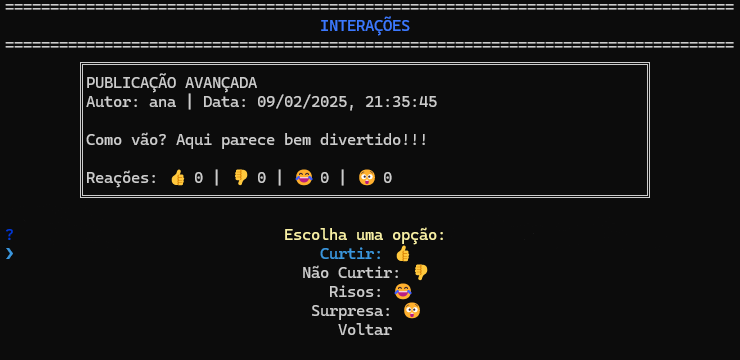 ================================================================================
INTERAÇÕES
================================================================================
PUBLICAÇÃO AVANÇADA
Autor: ana | Data: 09/02/2025, 21:35:45
Como vão? Aqui parece bem divertido!!!
Reações: 👍 0 | 👎 0 | 😂 0 | 😳 0
? Escolha uma opção:
❯ Curtir: 👍
Não Curtir: 👎
Risos: 😂
Surpresa: 😳
Voltar